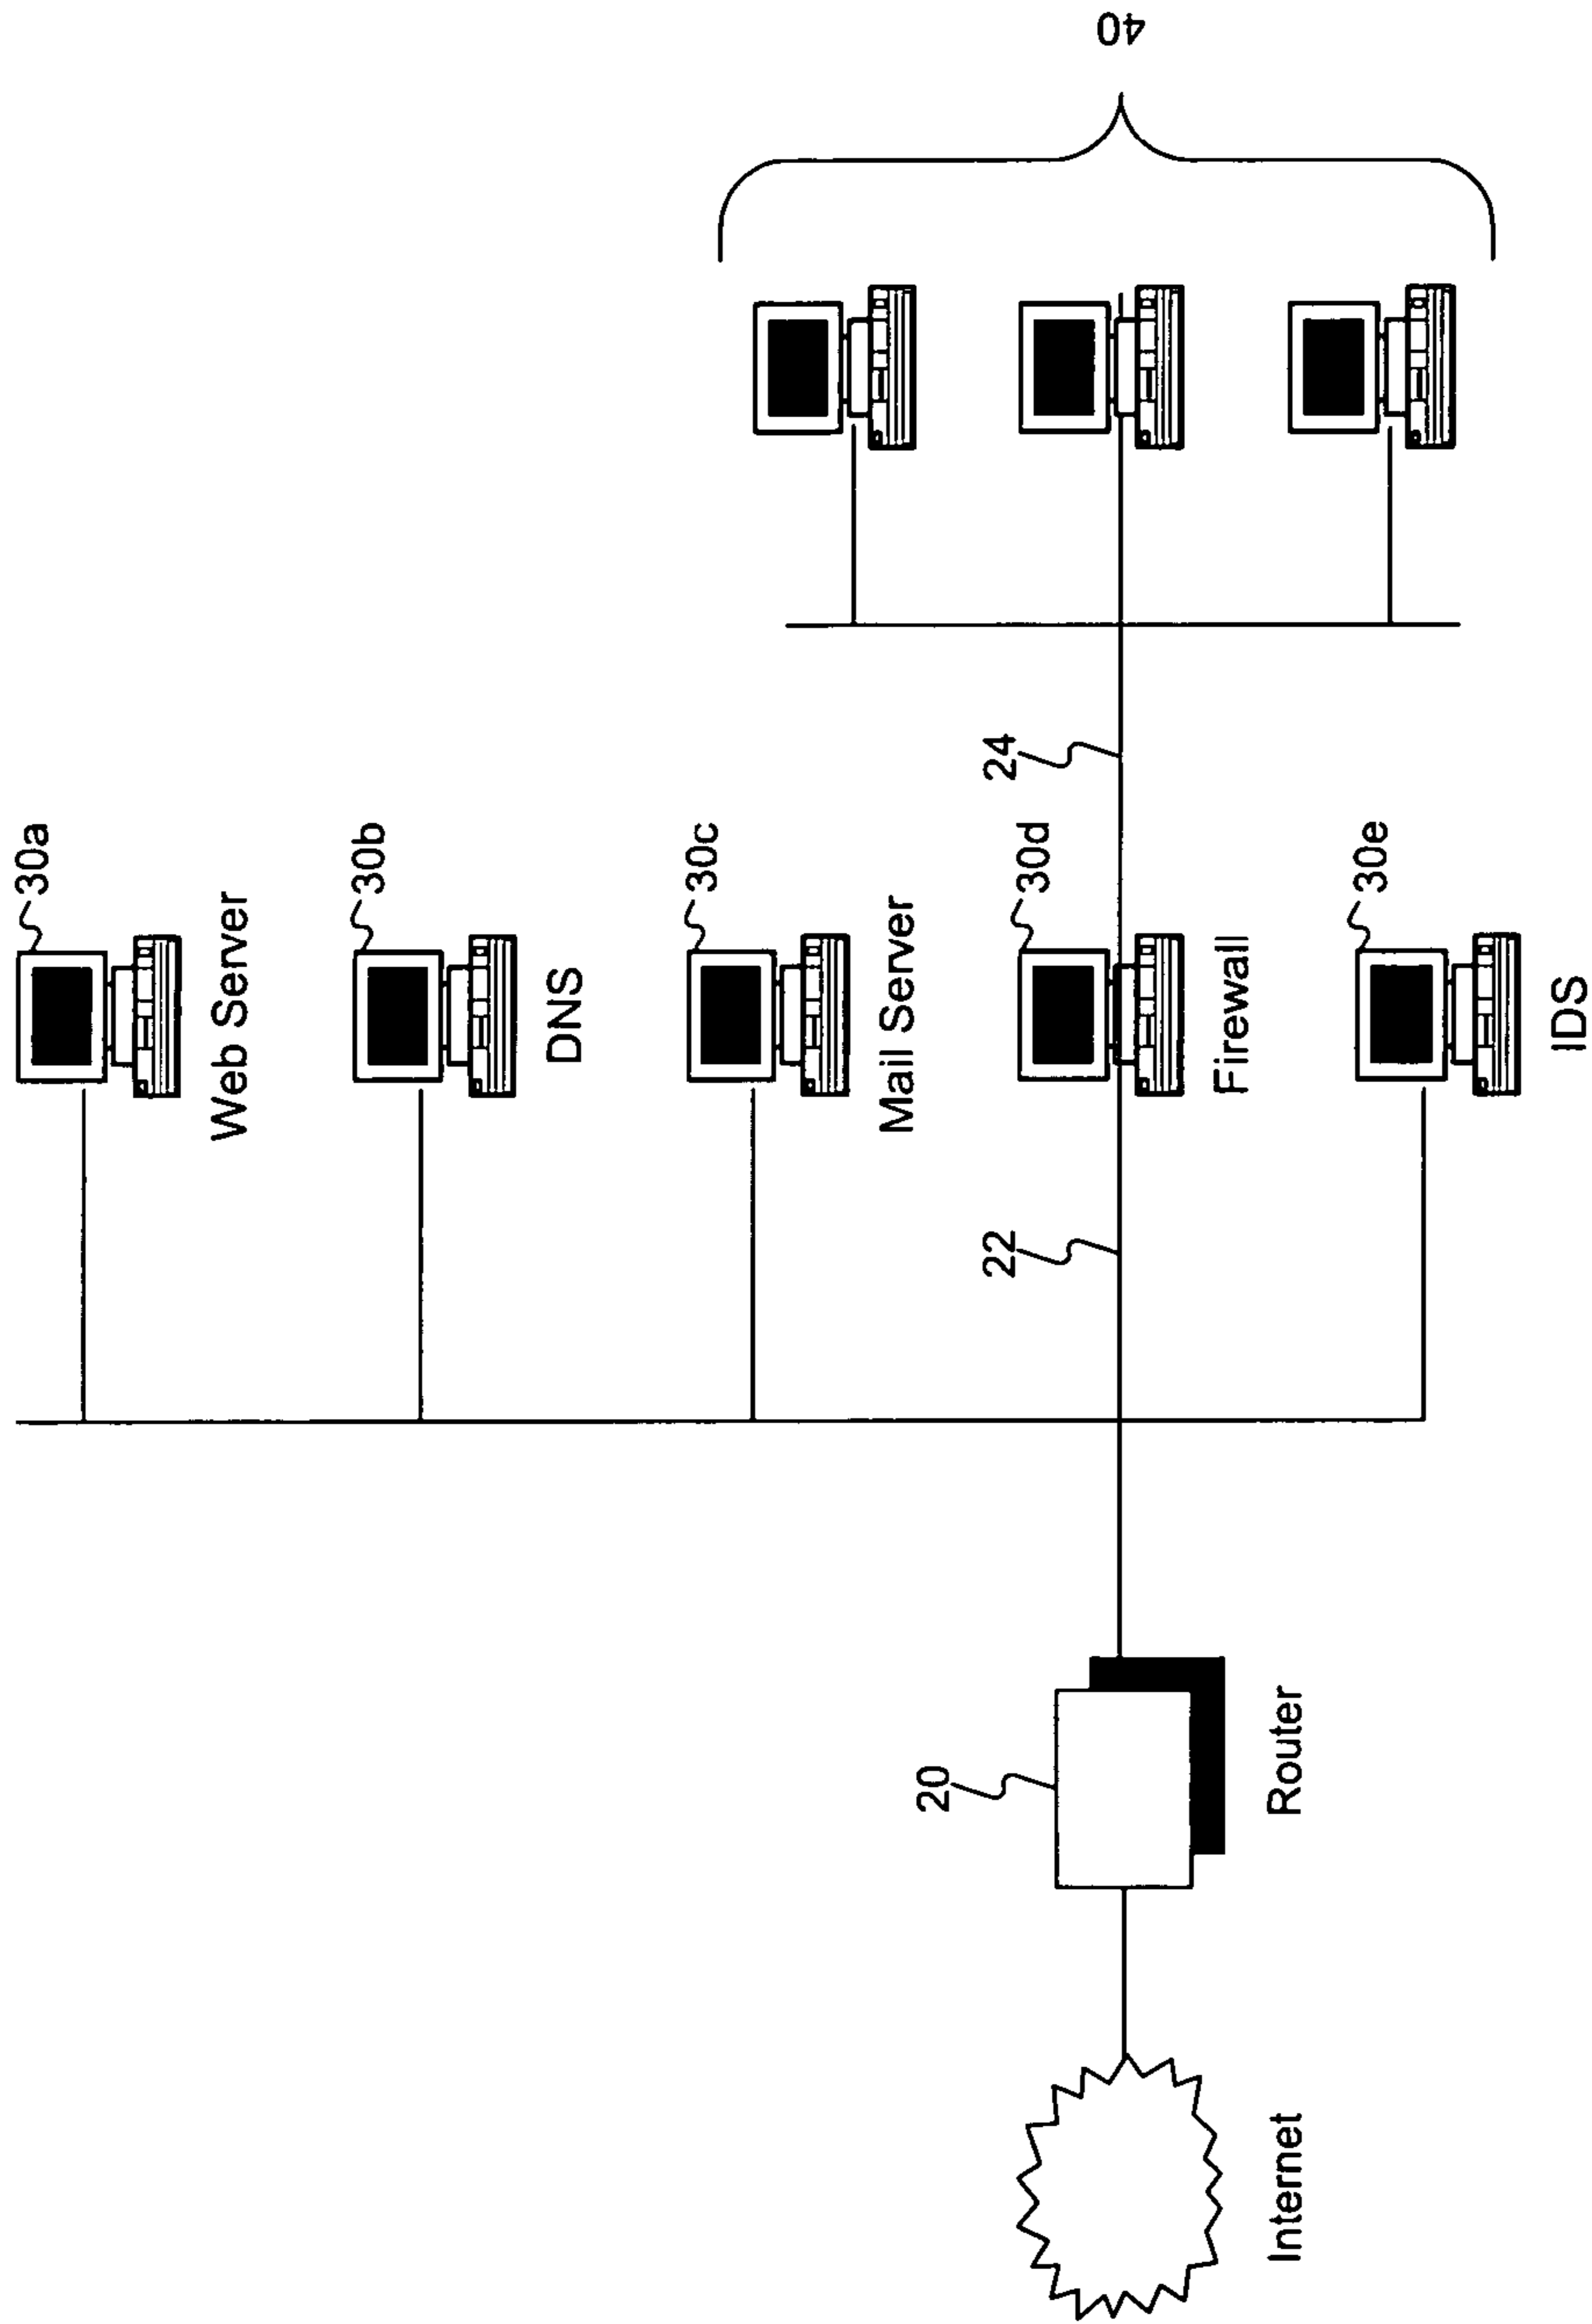 30a
Web Server
30b
DNS
30c
Mail Server
30d
Firewall
30e
IDS
24
22
40
20
Router
Internet